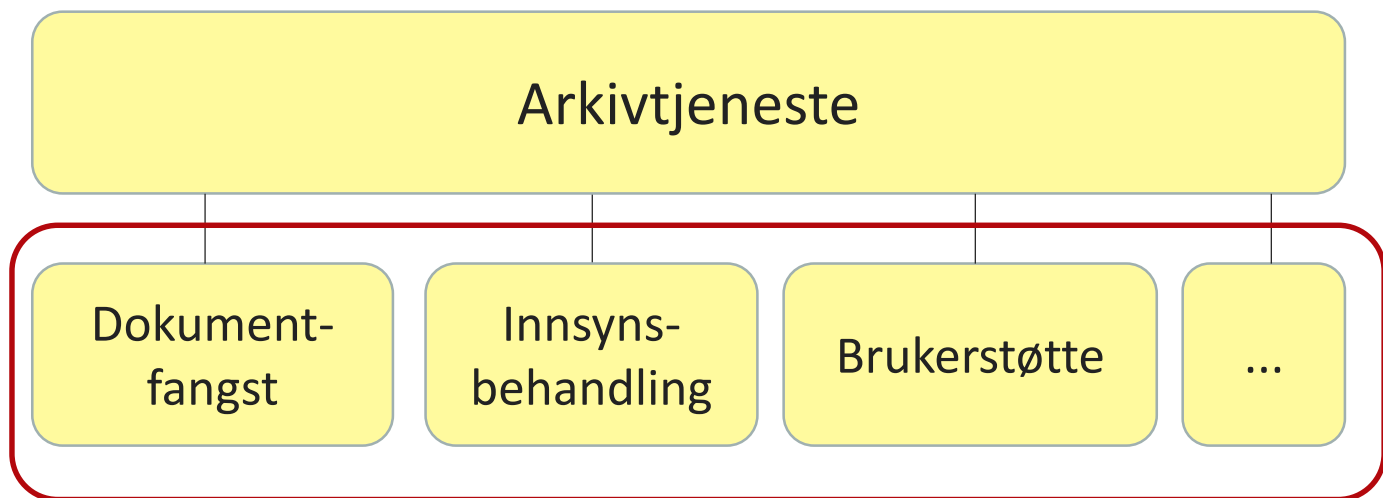 Arkivtjeneste
Dokument-
fangst
Innsyns-
behandling
Brukerstøtte
...